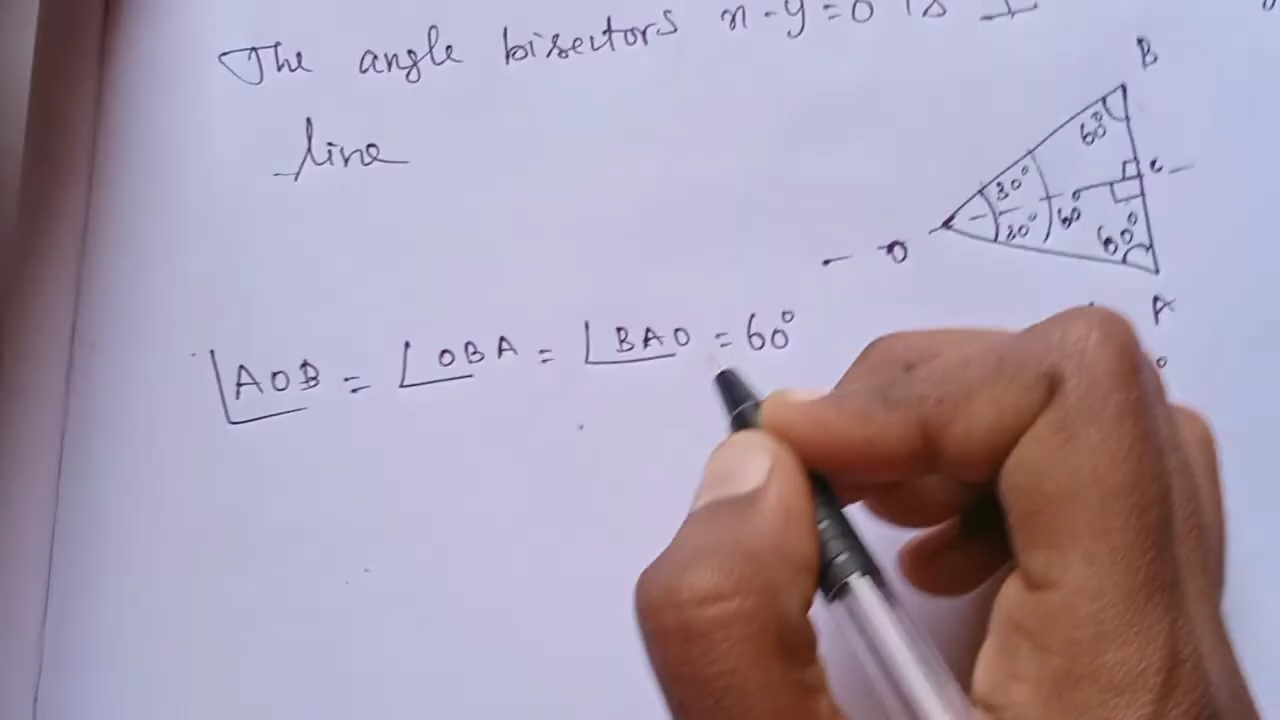 The angle bisectors x-y=0 is ⊥
line
B
60°
C
30°
30°
60°
60°
O
A
∠AOB = ∠OBA = ∠BAO = 60°